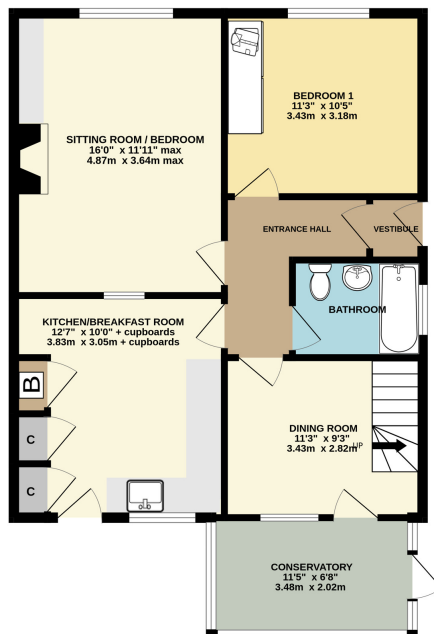 BEDROOM 1
11'3" x 10'5"
3.43m x 3.18m
SITTING ROOM / BEDROOM
16'0" x 11'11" max
4.87m x 3.64m max
ENTRANCE HALL
VESTIBULE
BATHROOM
KITCHEN/BREAKFAST ROOM
12'7" x 10'0" + cupboards
3.83m x 3.05m + cupboards
B
C
C
DINING ROOM
11'3" x 9'3"
3.43m x 2.82m
UP
CONSERVATORY
11'5" x 6'8"
3.48m x 2.02m